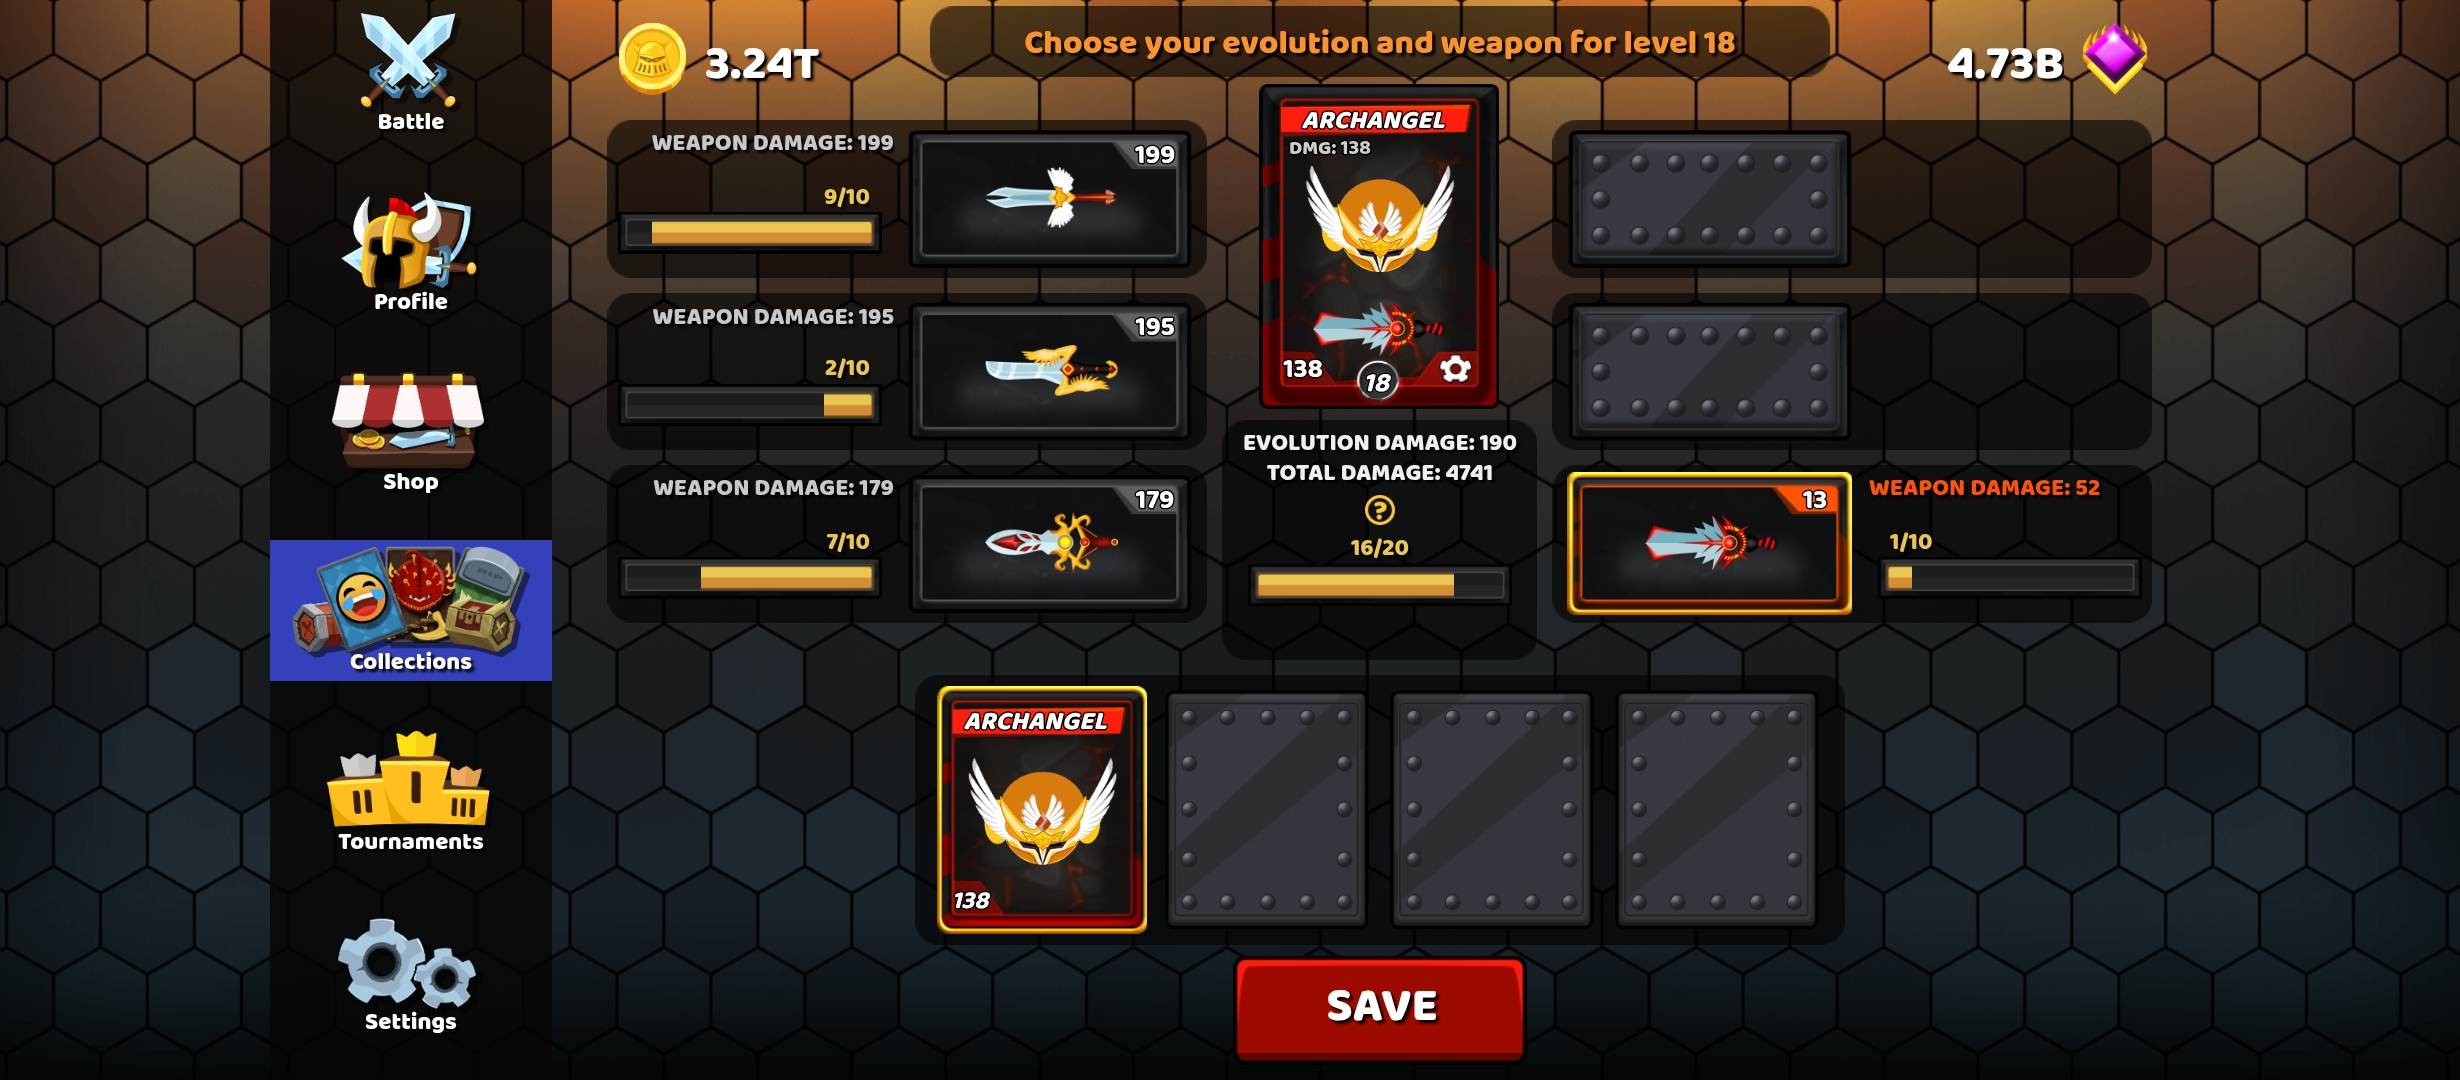 Battle
Profile
Shop
Collections
Tournaments
Settings
3.24T
Choose your evolution and weapon for level 18
4.73B
WEAPON DAMAGE: 199
9/10
199
WEAPON DAMAGE: 195
2/10
195
WEAPON DAMAGE: 179
7/10
179
ARCHANGEL
DMG: 138
138
18
EVOLUTION DAMAGE: 190
TOTAL DAMAGE: 4741
?
16/20
13
WEAPON DAMAGE: 52
1/10
ARCHANGEL
138
SAVE